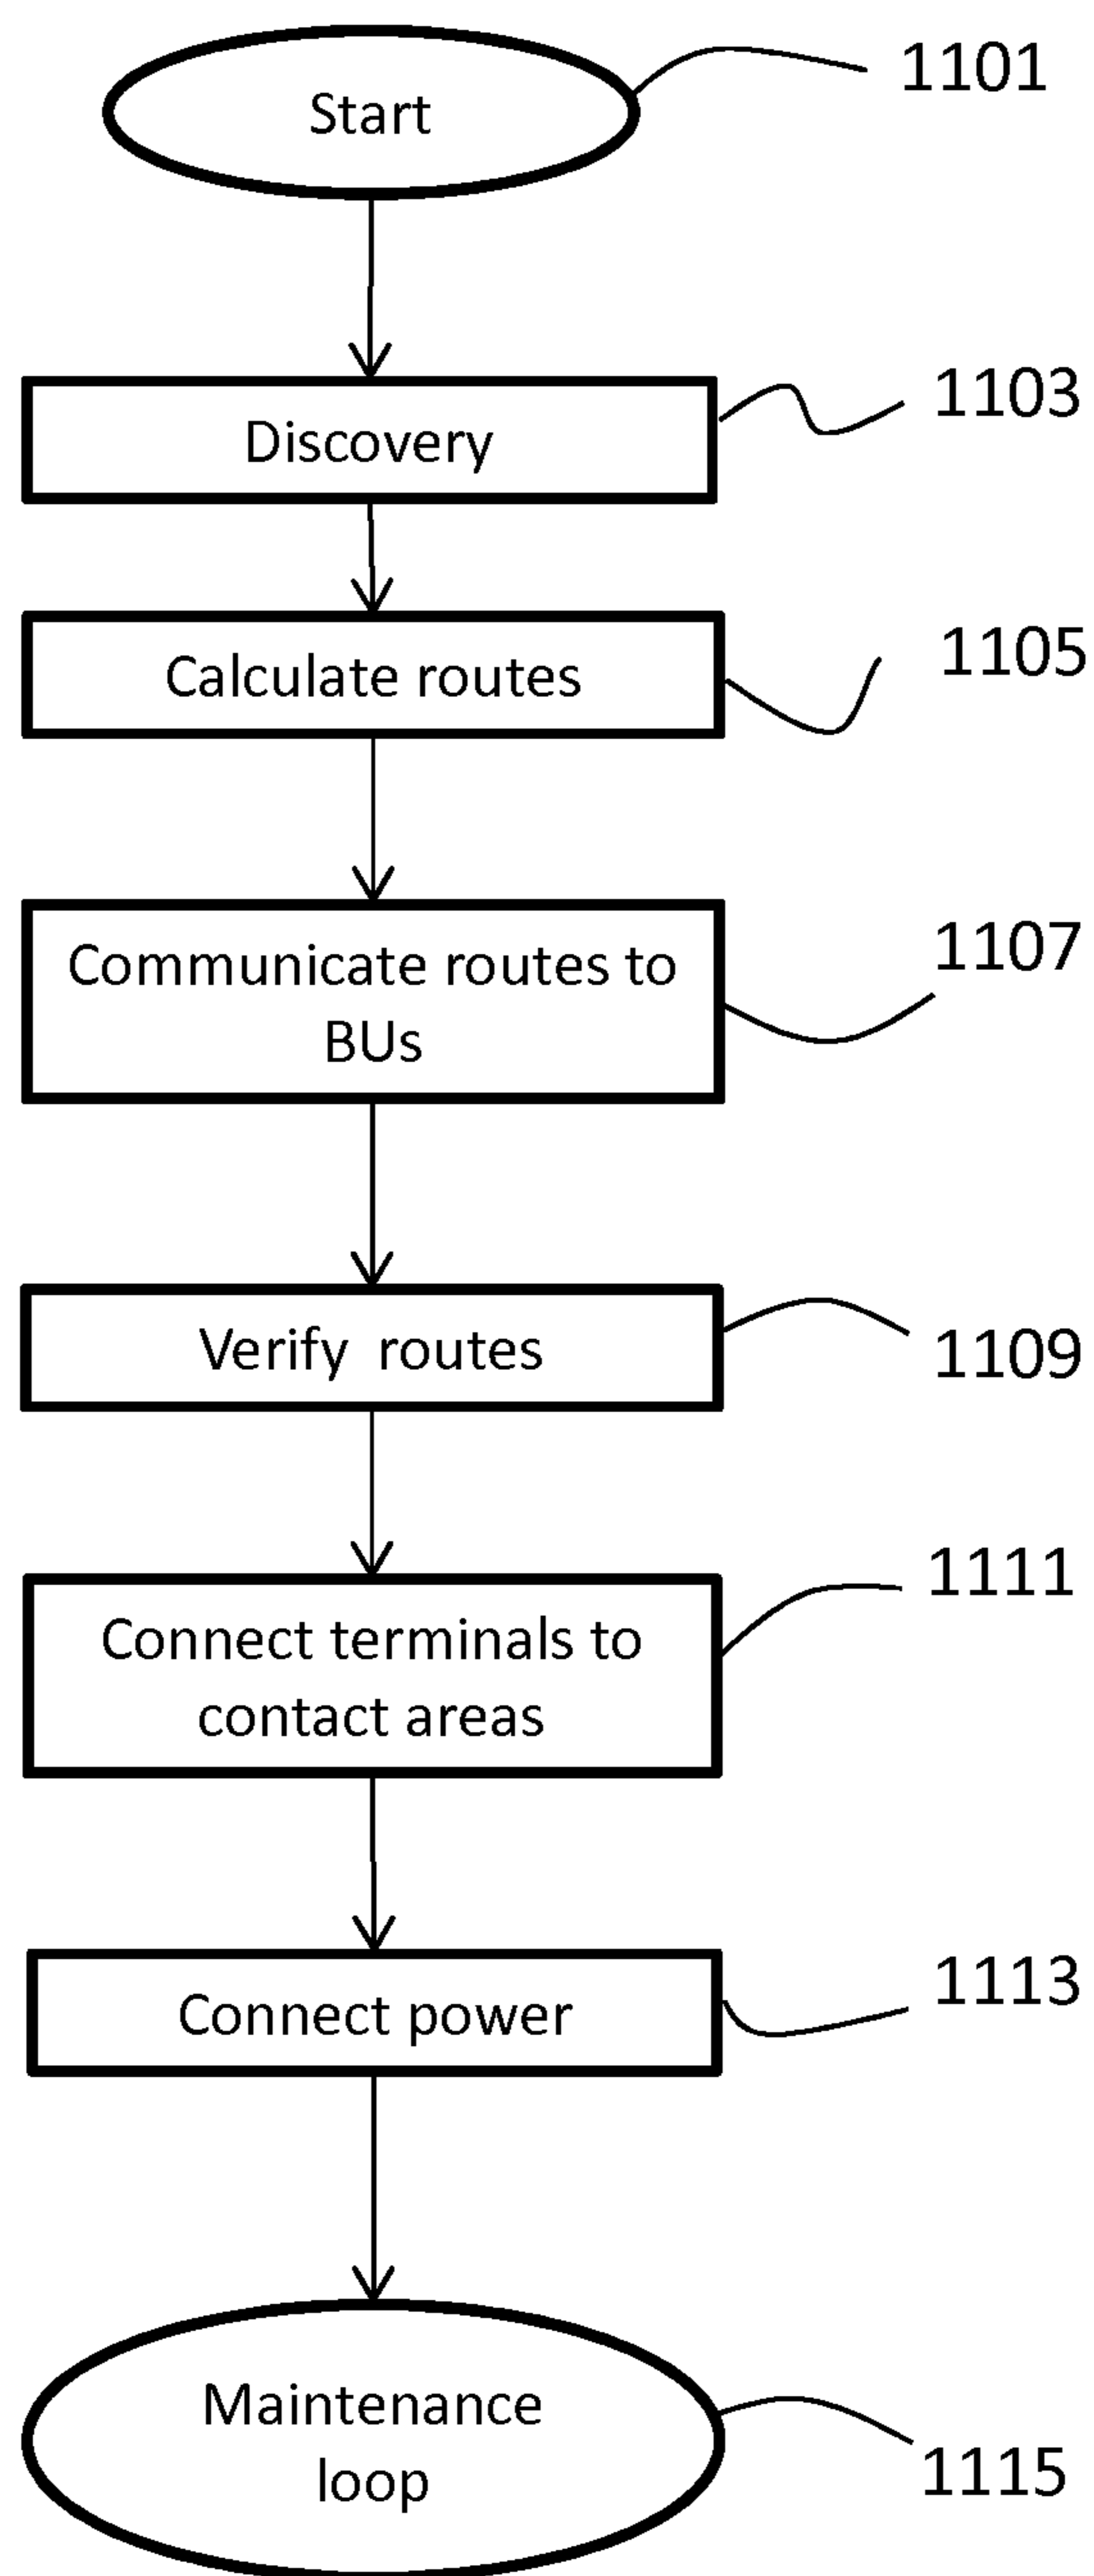 Start
1101
Discovery
1103
Calculate routes
1105
Communicate routes to
BUs
1107
Verify routes
1109
Connect terminals to
contact areas
1111
Connect power
1113
Maintenance
loop
1115